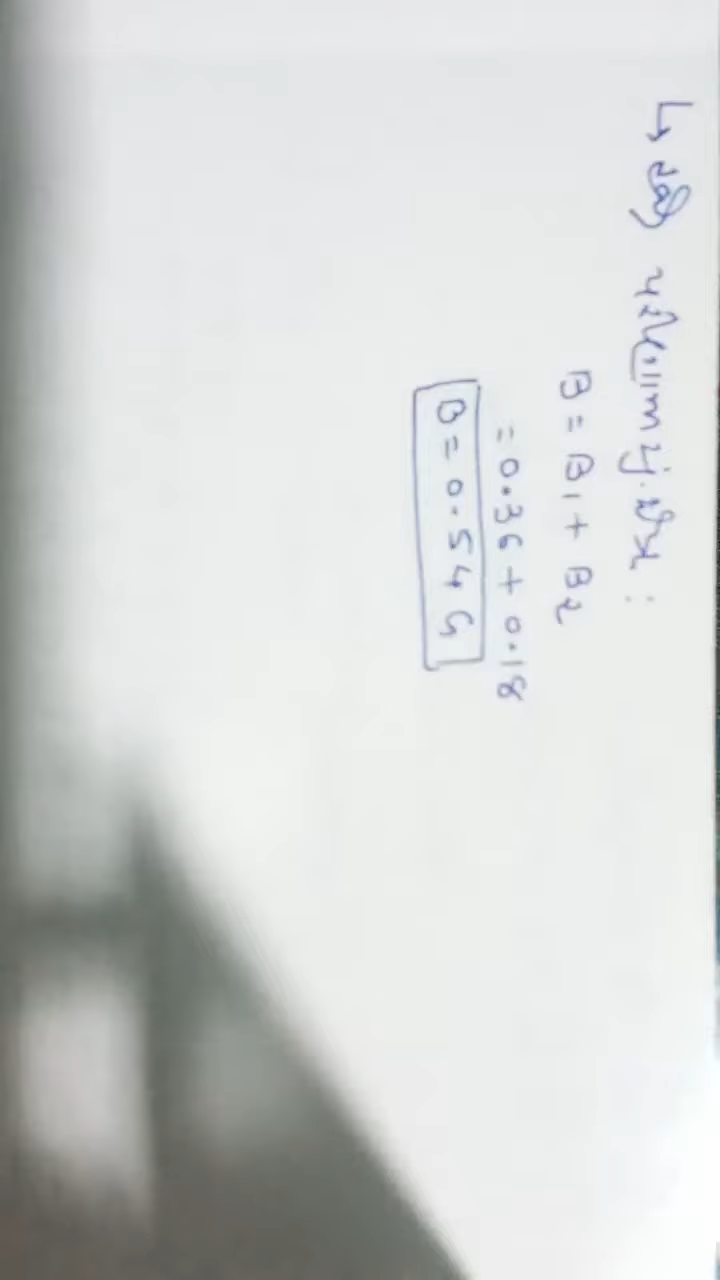 ↳ હવે પરિણામી ચું.ક્ષેત્ર :
B = B1 + B2
= 0.36 + 0.18
B = 0.54 G